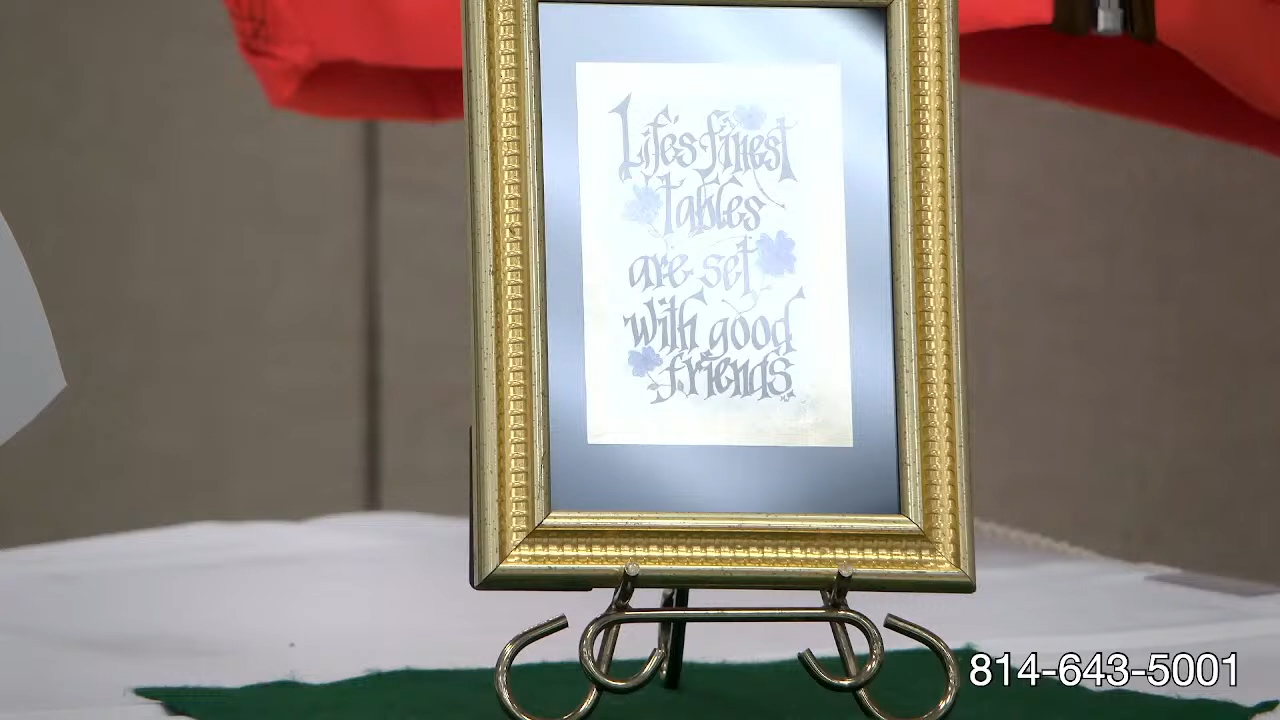 Life's finest
tables
are set
with good
friends.
814-643-5001